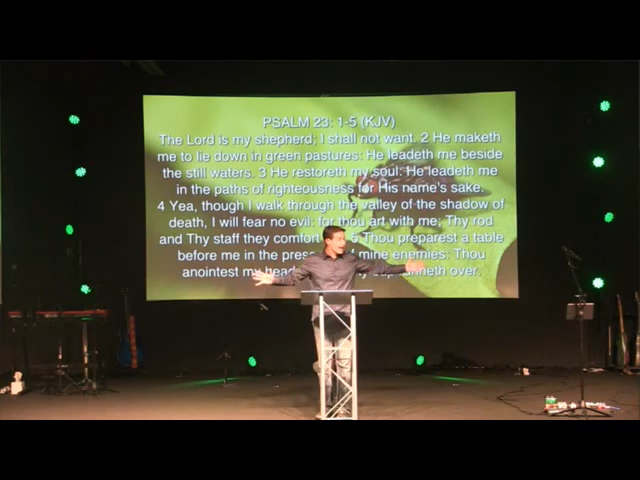 PSALM 23: 1-5 (KJV)
The Lord is my shepherd; I shall not want. 2 He maketh
me to lie down in green pastures: He leadeth me beside
the still waters. 3 He restoreth my soul: He leadeth me
in the paths of righteousness for His name's sake.
4 Yea, though I walk through the valley of the shadow of
death, I will fear no evil: for thou art with me; Thy rod
and Thy staff they comfort 5 Thou preparest a table
before me in the of mine enemies: Thou
anointest my head runneth over.